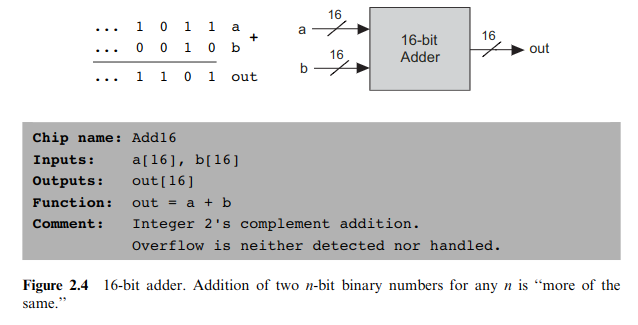 ... 1 0 1 1 a
+
... 0 0 1 0 b
... 1 1 0 1 out
a
16
b
16
16-bit
Adder
16
out
Chip name: Add16
Inputs: a[16], b[16]
Outputs: out[16]
Function: out = a + b
Comment: Integer 2's complement addition.
Overflow is neither detected nor handled.
Figure 2.4 16-bit adder. Addition of two n-bit binary numbers for any n is “more of the
same.”